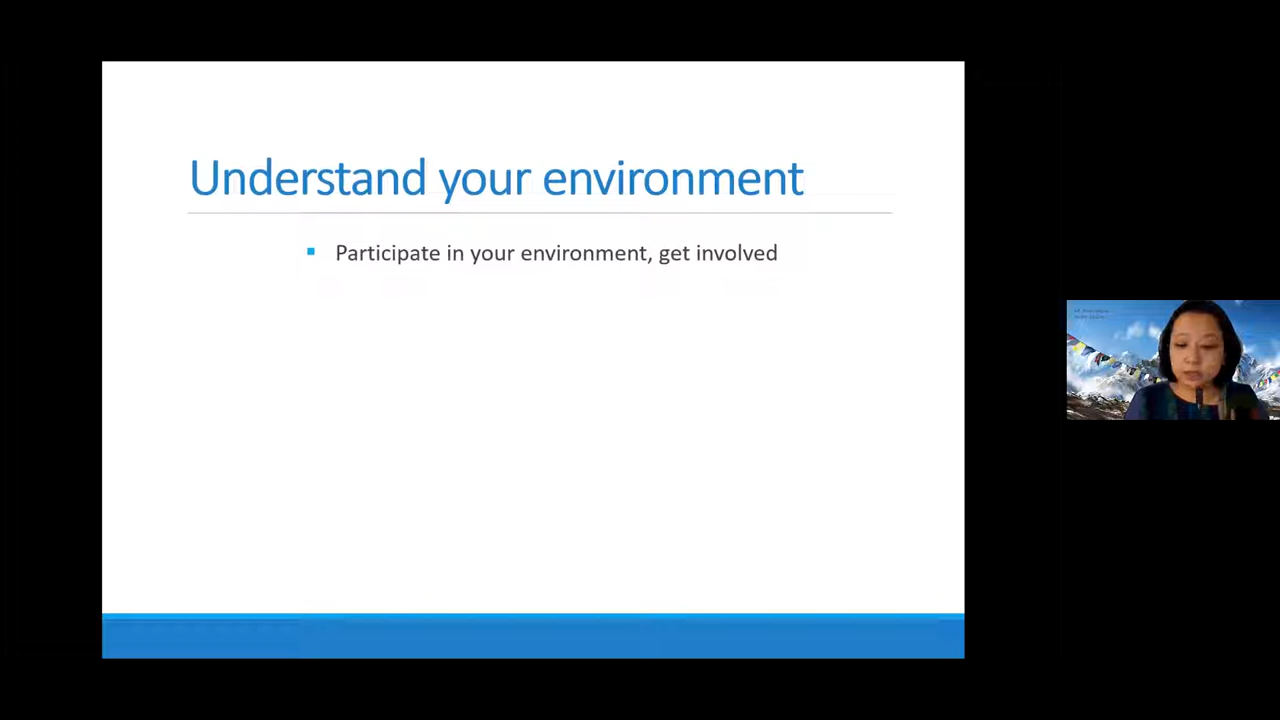 Understand your environment
Participate in your environment, get involved